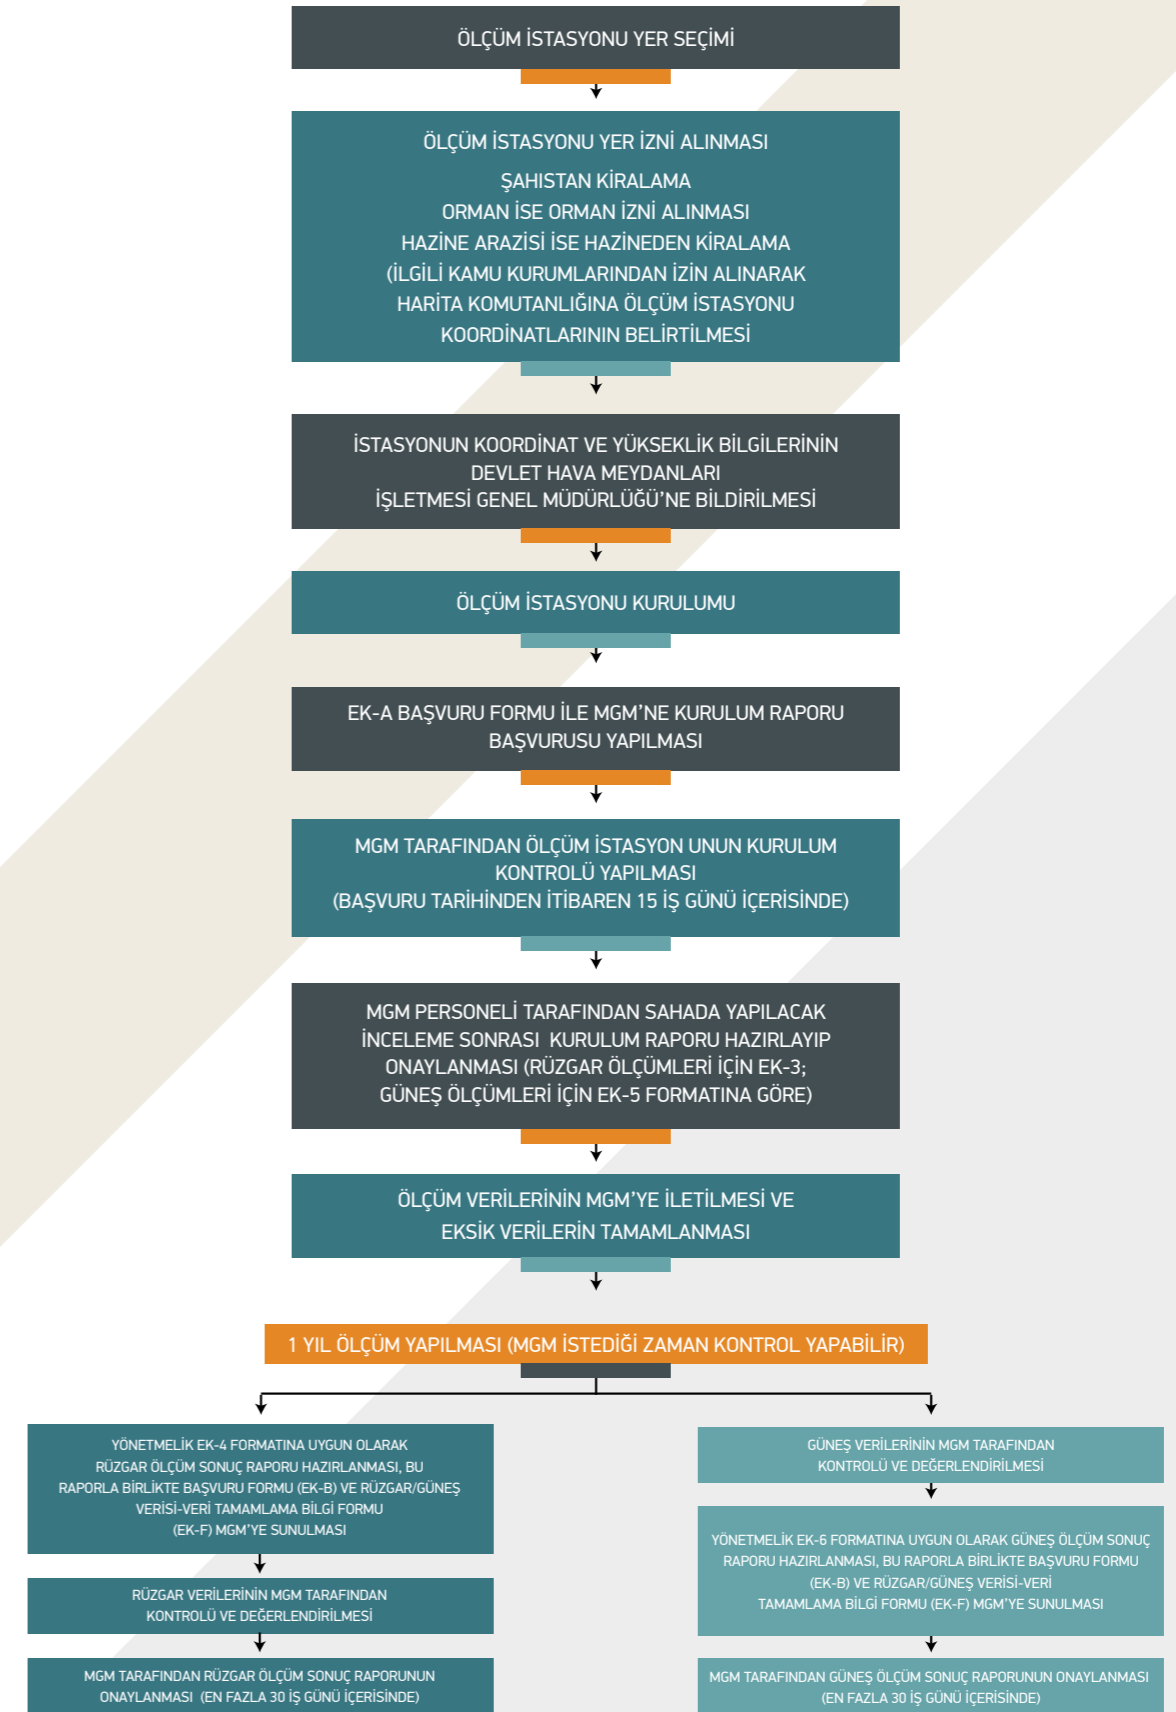 ÖLÇÜM İSTASYONU YER SEÇİMİ
ÖLÇÜM İSTASYONU YER İZNİ ALINMASI
ŞAHISTAN KİRALAMA
ORMAN İSE ORMAN İZNİ ALINMASI
HAZİNE ARAZİSİ İSE HAZİNEDEN KİRALAMA
(İLGİLİ KAMU KURUMLARINDAN İZİN ALINARAK
HARİTA KOMUTANLIĞINA ÖLÇÜM İSTASYONU
KOORDİNATLARININ BELİRTİLMESİ
İSTASYONUN KOORDİNAT VE YÜKSEKLİK BİLGİLERİNİN
DEVLET HAVA MEYDANLARI
İŞLETMESİ GENEL MÜDÜRLÜĞÜ'NE BİLDİRİLMESİ
ÖLÇÜM İSTASYONU KURULUMU
EK-A BAŞVURU FORMU İLE MGM'NE KURULUM RAPORU
BAŞVURUSU YAPILMASI
MGM TARAFINDAN ÖLÇÜM İSTASYON UNUN KURULUM
KONTROLÜ YAPILMASI
(BAŞVURU TARİHİNDEN İTİBAREN 15 İŞ GÜNÜ İÇERİSİNDE)
MGM PERSONELİ TARAFINDAN SAHADA YAPILACAK
İNCELEME SONRASI KURULUM RAPORU HAZIRLAYIP
ONAYLANMASI (RÜZGAR ÖLÇÜMLERİ İÇİN EK-3;
GÜNEŞ ÖLÇÜMLERİ İÇİN EK-5 FORMATINA GÖRE)
ÖLÇÜM VERİLERİNİN MGM'YE İLETİLMESİ VE
EKSİK VERİLERİN TAMAMLANMASI
1 YIL ÖLÇÜM YAPILMASI (MGM İSTEDİĞİ ZAMAN KONTROL YAPABİLİR)
YÖNETMELİK EK-4 FORMATINA UYGUN OLARAK
RÜZGAR ÖLÇÜM SONUÇ RAPORU HAZIRLANMASI, BU
RAPORLA BİRLİKTE BAŞVURU FORMU (EK-B) VE RÜZGAR/GÜNEŞ
VERİSİ-VERİ TAMAMLAMA BİLGİ FORMU
(EK-F) MGM'YE SUNULMASI
RÜZGAR VERİLERİNİN MGM TARAFINDAN
KONTROLÜ VE DEĞERLENDİRİLMESİ
MGM TARAFINDAN RÜZGAR ÖLÇÜM SONUÇ RAPORUNUN
ONAYLANMASI (EN FAZLA 30 İŞ GÜNÜ İÇERİSİNDE)
GÜNEŞ VERİLERİNİN MGM TARAFINDAN
KONTROLÜ VE DEĞERLENDİRİLMESİ
YÖNETMELİK EK-6 FORMATINA UYGUN OLARAK GÜNEŞ ÖLÇÜM SONUÇ
RAPORU HAZIRLANMASI, BU RAPORLA BİRLİKTE BAŞVURU FORMU
(EK-B) VE RÜZGAR/GÜNEŞ VERİSİ-VERİ
TAMAMLAMA BİLGİ FORMU (EK-F) MGM'YE SUNULMASI
MGM TARAFINDAN GÜNEŞ ÖLÇÜM SONUÇ RAPORUNUN ONAYLANMASI
(EN FAZLA 30 İŞ GÜNÜ İÇERİSİNDE)